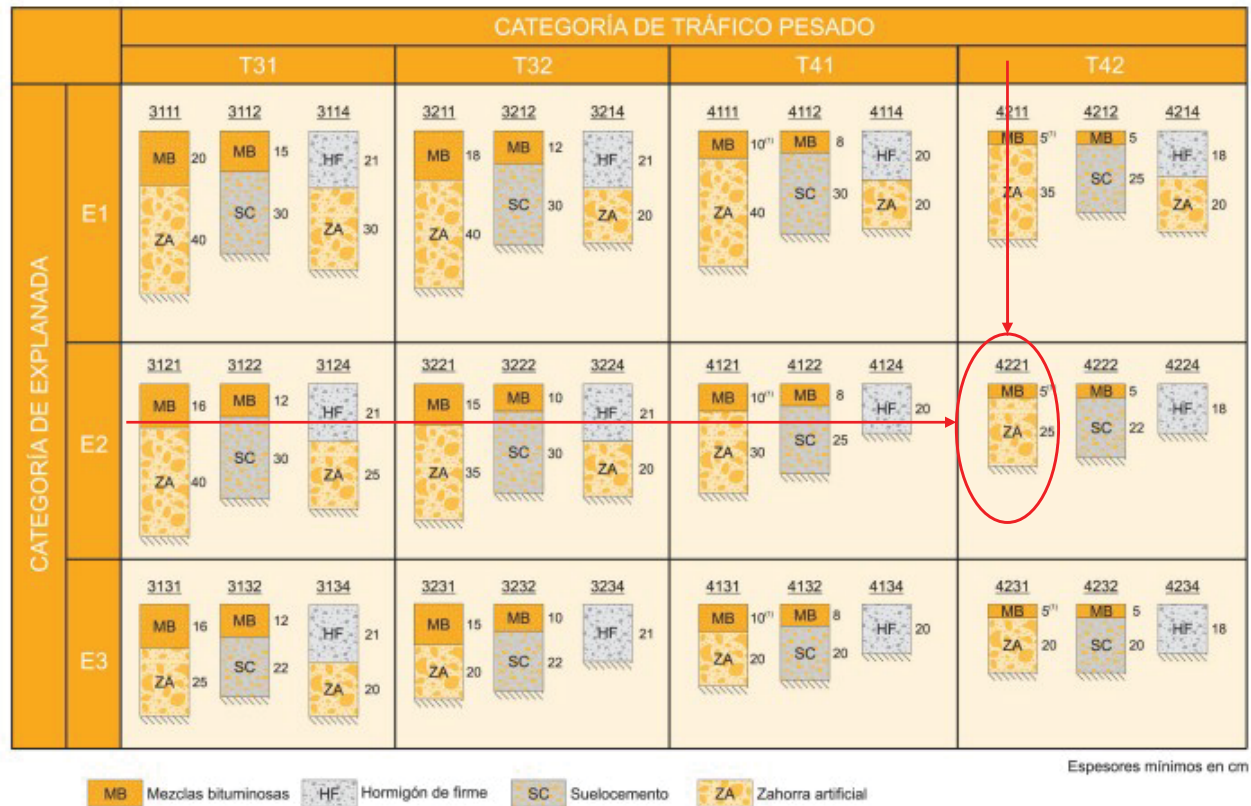 CATEGORÍA DE TRÁFICO PESADO
T31 T32 T41 T42
CATEGORÍA DE EXPLANADA
E1
3111 3112 3114 3211 3212 3214 4111 4112 4114 4211 4212 4214
MB 20 MB 15 HF 21 MB 18 MB 12 HF 21 MB 10⁽¹⁾ MB 8 HF 20 MB 5⁽¹⁾ MB 5 HF 18
ZA 40 SC 30 ZA 30 ZA 40 SC 30 ZA 20 ZA 40 SC 30 ZA 20 ZA 35 SC 25 ZA 20
E2
3121 3122 3124 3221 3222 3224 4121 4122 4124 4221 4222 4224
MB 16 MB 12 HF 21 MB 15 MB 10 HF 21 MB 10⁽¹⁾ MB 8 HF 20 MB 5⁽¹⁾ MB 5 HF 18
ZA 40 SC 30 ZA 25 ZA 35 SC 30 ZA 20 ZA 30 SC 25 ZA 25 SC 22
E3
3131 3132 3134 3231 3232 3234 4131 4132 4134 4231 4232 4234
MB 16 MB 12 HF 21 MB 15 MB 10 HF 21 MB 10⁽¹⁾ MB 8 HF 20 MB 5⁽¹⁾ MB 5 HF 18
ZA 25 SC 22 ZA 20 ZA 20 SC 22 ZA 20 SC 20 ZA 20 SC 20
Espesores mínimos en cm
MB Mezclas bituminosas HF Hormigón de firme SC Suelocemento ZA Zahorra artificial